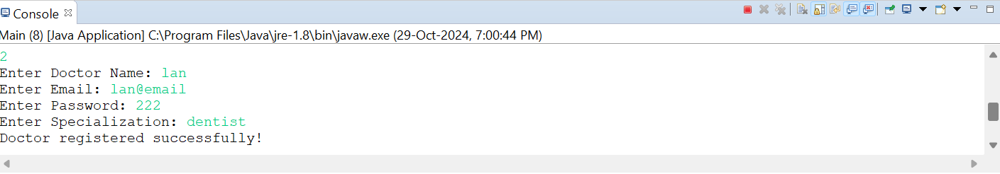 Console
Main (8) [Java Application] C:\Program Files\Java\jre-1.8\bin\javaw.exe (29-Oct-2024, 7:00:44 PM)
2
Enter Doctor Name: lan
Enter Email: lan@email
Enter Password: 222
Enter Specialization: dentist
Doctor registered successfully!